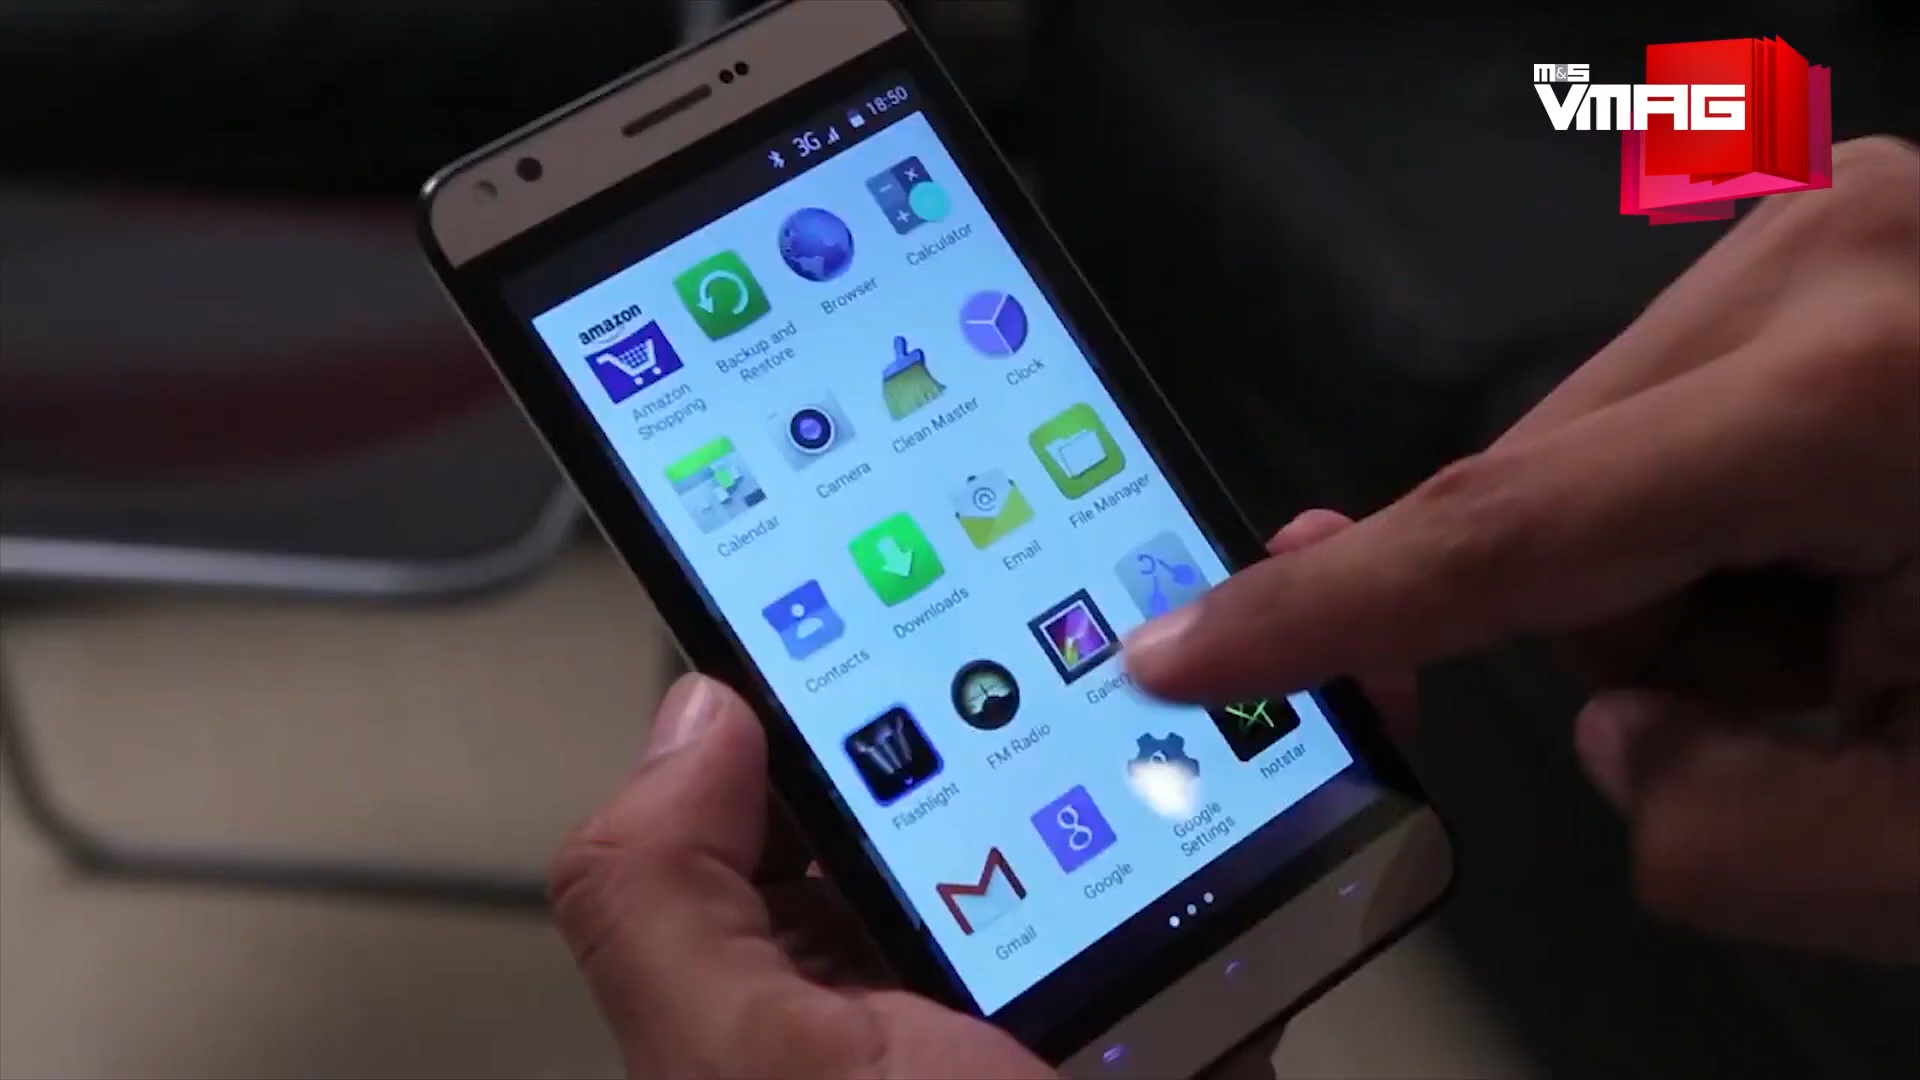 M&S
VMAG
3G 18:50
amazon
Amazon
Shopping
Backup and
Restore
Browser
Calculator
Calendar
Camera
Clean Master
Clock
Contacts
Downloads
@
Email
File Manager
Flashlight
FM Radio
Gallery
Gmail
g
Google
Google
Settings
hotstar